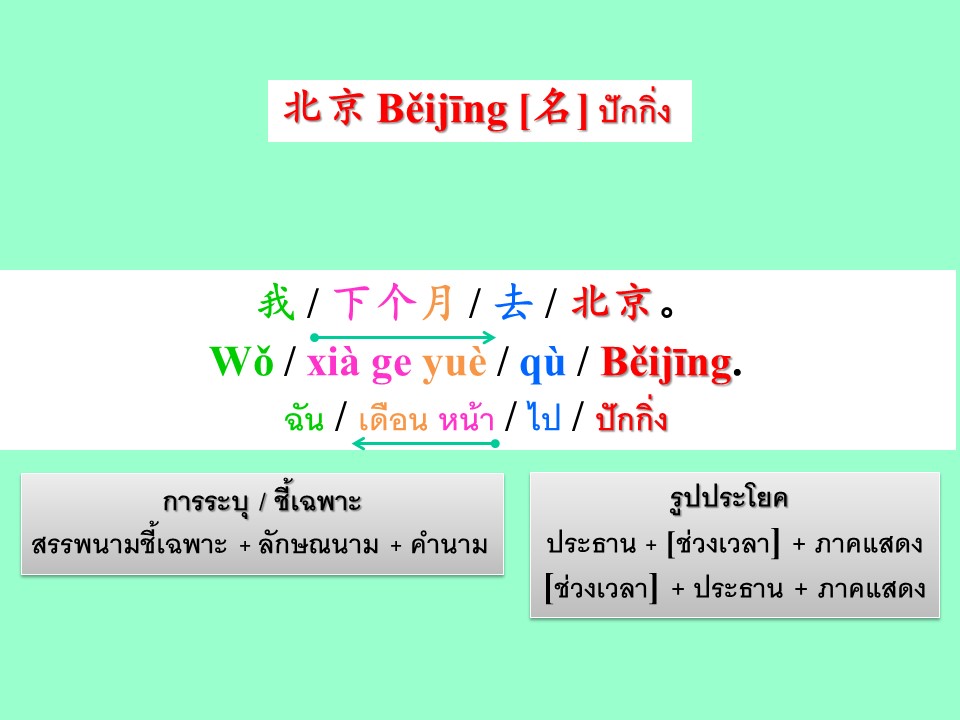 北京 Běijīng [名] ปักกิ่ง
我 / 下个月 / 去 / 北京。
Wǒ / xià ge yuè / qù / Běijīng.
ฉัน / เดือน หน้า / ไป / ปักกิ่ง
การระบุ / ชี้เฉพาะ
สรรพนามชี้เฉพาะ + ลักษณนาม + คำนาม
รูปประโยค
ประธาน + [ช่วงเวลา] + ภาคแสดง
[ช่วงเวลา] + ประธาน + ภาคแสดง